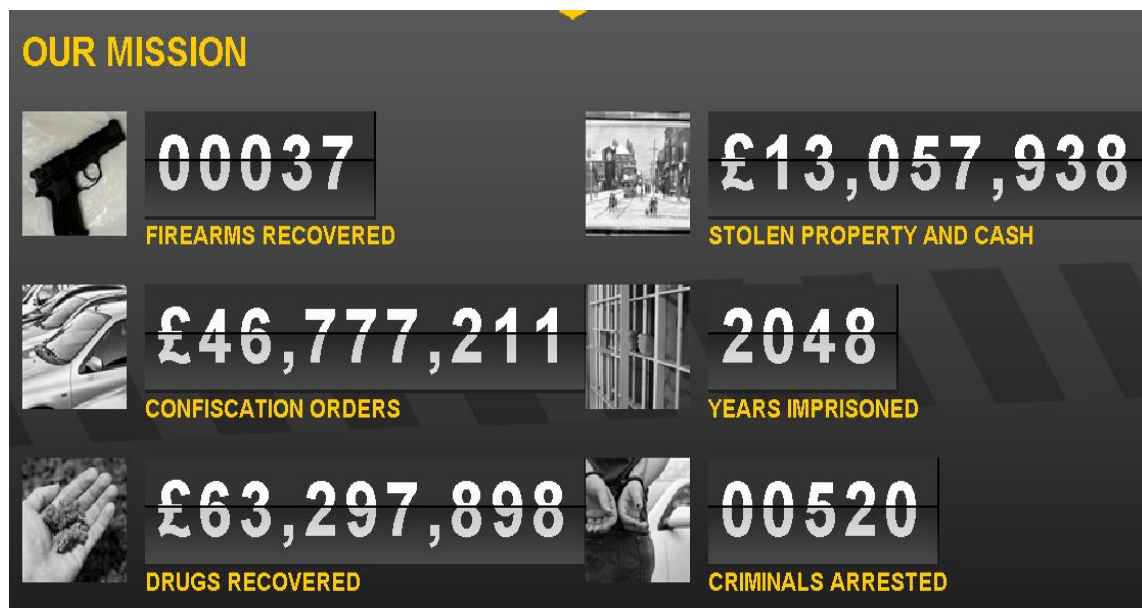 OUR MISSION
00037
FIREARMS RECOVERED
£13,057,938
STOLEN PROPERTY AND CASH
£46,777,211
CONFISCATION ORDERS
2048
YEARS IMPRISONED
£63,297,898
DRUGS RECOVERED
00520
CRIMINALS ARRESTED